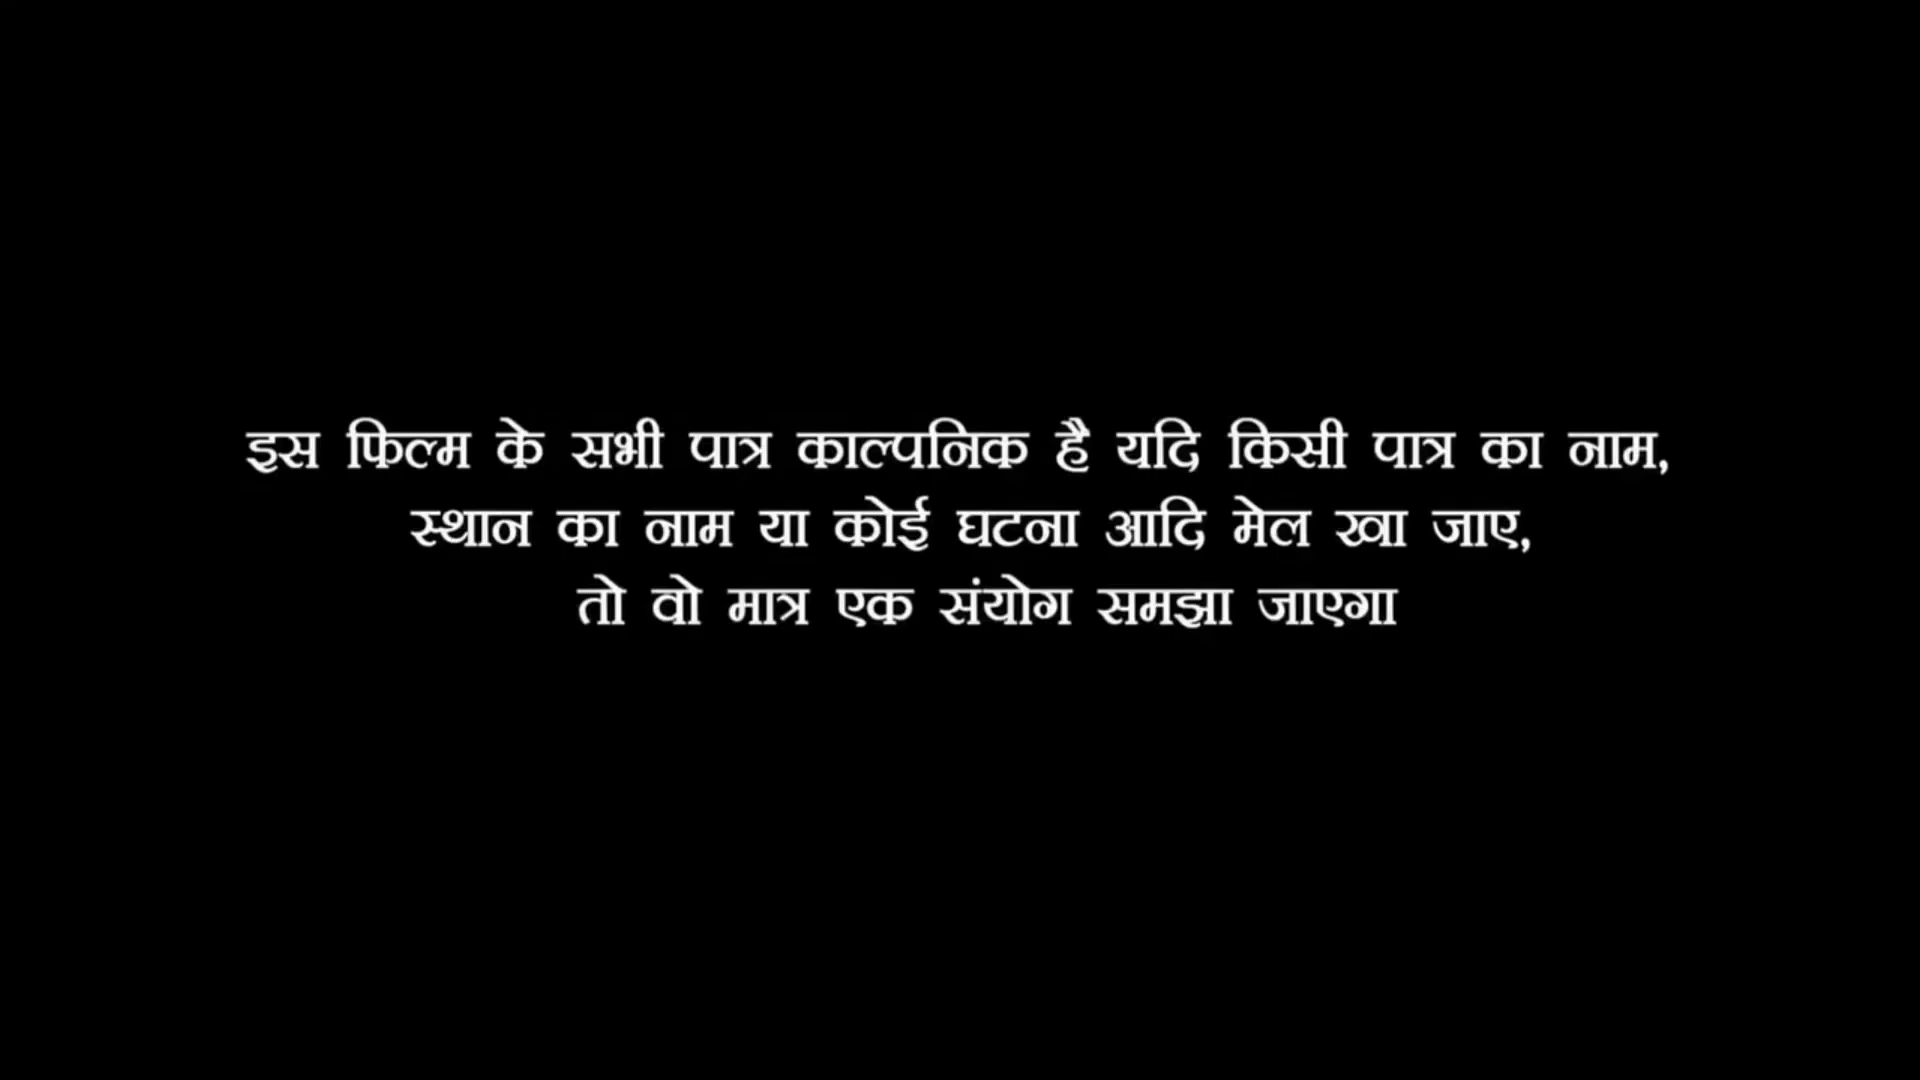 इस फिल्म के सभी पात्र काल्पनिक है यदि किसी पात्र का नाम,
स्थान का नाम या कोई घटना आदि मेल खा जाए,
तो वो मात्र एक संयोग समझा जाएगा